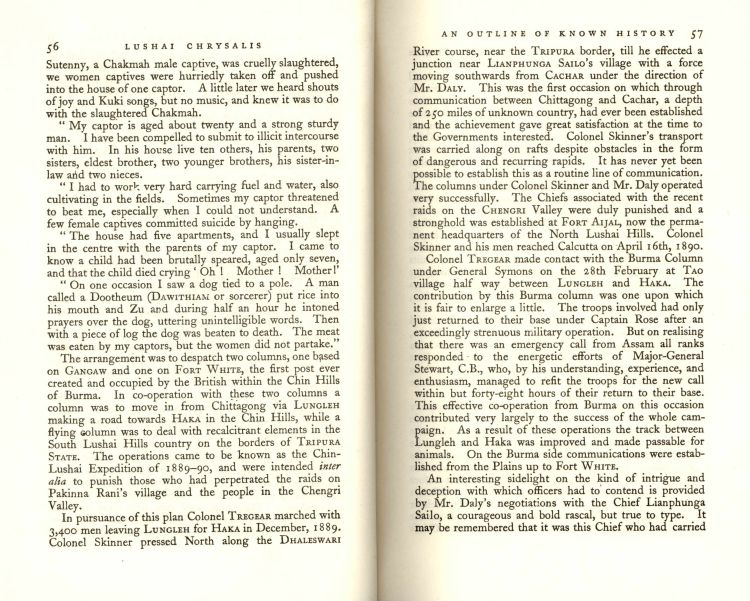 56 LUSHAI CHRYSALIS
Sutenny, a Chakmah male captive, was cruelly slaughtered,
we women captives were hurriedly taken off and pushed
into the house of one captor. A little later we heard shouts
of joy and Kuki songs, but no music, and knew it was to do
with the slaughtered Chakmah.
" My captor is aged about twenty and a strong sturdy
man. I have been compelled to submit to illicit intercourse
with him. In his house live ten others, his parents, two
sisters, eldest brother, two younger brothers, his sister-in-
law and two nieces.
" I had to work very hard carrying fuel and water, also
cultivating in the fields. Sometimes my captor threatened
to beat me, especially when I could not understand. A
few female captives committed suicide by hanging.
" The house had five apartments, and I usually slept
in the centre with the parents of my captor. I came to
know a child had been brutally speared, aged only seven,
and that the child died crying ' Oh ! Mother ! Mother!'
" On one occasion I saw a dog tied to a pole. A man
called a Dootheum (DAWITHIAM or sorcerer) put rice into
his mouth and Zu and during half an hour he intoned
prayers over the dog, uttering unintelligible words. Then
with a piece of log the dog was beaten to death. The meat
was eaten by my captors, but the women did not partake."
The arrangement was to despatch two columns, one based
on GANGAW and one on FORT WHITE, the first post ever
created and occupied by the British within the Chin Hills
of Burma. In co-operation with these two columns a
column was to move in from Chittagong via LUNGLEH
making a road towards HAKA in the Chin Hills, while a
flying column was to deal with recalcitrant elements in the
South Lushai Hills country on the borders of TRIPURA
STATE. The operations came to be known as the Chin-
Lushai Expedition of 1889–90, and were intended inter
alia to punish those who had perpetrated the raids on
Pakinna Rani's village and the people in the Chengri
Valley.
In pursuance of this plan Colonel TREGEAR marched with
3,400 men leaving LUNGLEH for HAKA in December, 1889.
Colonel Skinner pressed North along the DHALESWARI
AN OUTLINE OF KNOWN HISTORY 57
River course, near the TRIPURA border, till he effected a
junction near LIANPHUNGA SAILO'S village with a force
moving southwards from CACHAR under the direction of
Mr. DALY. This was the first occasion on which through
communication between Chittagong and Cachar, a depth
of 250 miles of unknown country, had ever been established
and the achievement gave great satisfaction at the time to
the Governments interested. Colonel Skinner's transport
was carried along on rafts despite obstacles in the form
of dangerous and recurring rapids. It has never yet been
possible to establish this as a routine line of communication.
The columns under Colonel Skinner and Mr. Daly operated
very successfully. The Chiefs associated with the recent
raids on the CHENGRI Valley were duly punished and a
stronghold was established at FORT AIJAL, now the perma-
nent headquarters of the North Lushai Hills. Colonel
Skinner and his men reached Calcutta on April 16th, 1890.
Colonel TREGEAR made contact with the Burma Column
under General Symons on the 28th February at TAO
village half way between LUNGLEH and HAKA. The
contribution by this Burma column was one upon which
it is fair to enlarge a little. The troops involved had only
just returned to their base under Captain Rose after an
exceedingly strenuous military operation. But on realising
that there was an emergency call from Assam all ranks
responded to the energetic efforts of Major-General
Stewart, C.B., who, by his understanding, experience, and
enthusiasm, managed to refit the troops for the new call
within but forty-eight hours of their return to their base.
This effective co-operation from Burma on this occasion
contributed very largely to the success of the whole cam-
paign. As a result of these operations the track between
Lungleh and Haka was improved and made passable for
animals. On the Burma side communications were estab-
lished from the Plains up to Fort WHITE.
An interesting sidelight on the kind of intrigue and
deception with which officers had to contend is provided
by Mr. Daly's negotiations with the Chief Lianphunga
Sailo, a courageous and bold rascal, but true to type. It
may be remembered that it was this Chief who had carried